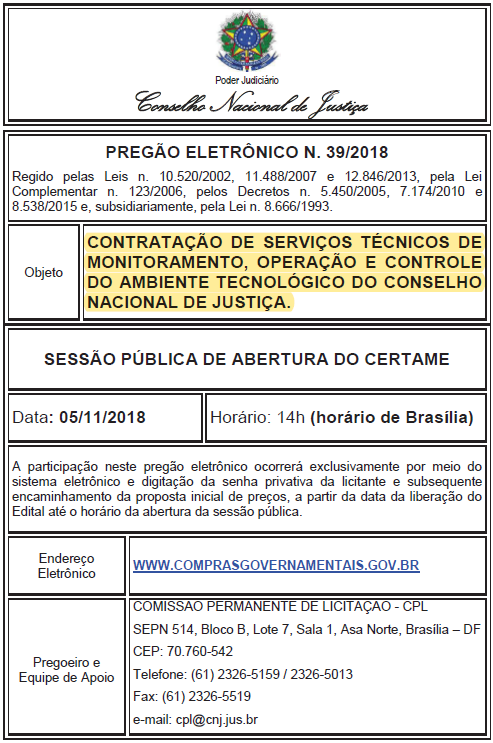 Poder Judiciário
Conselho Nacional de Justiça
PREGÃO ELETRÔNICO N. 39/2018
Regido pelas Leis n. 10.520/2002, 11.488/2007 e 12.846/2013, pela Lei
Complementar n. 123/2006, pelos Decretos n. 5.450/2005, 7.174/2010 e
8.538/2015 e, subsidiariamente, pela Lei n. 8.666/1993.
Objeto
CONTRATAÇÃO DE SERVIÇOS TÉCNICOS DE
MONITORAMENTO, OPERAÇÃO E CONTROLE
DO AMBIENTE TECNOLÓGICO DO CONSELHO
NACIONAL DE JUSTIÇA.
SESSÃO PÚBLICA DE ABERTURA DO CERTAME
Data: 05/11/2018
Horário: 14h (horário de Brasília)
A participação neste pregão eletrônico ocorrerá exclusivamente por meio do
sistema eletrônico e digitação da senha privativa da licitante e subsequente
encaminhamento da proposta inicial de preços, a partir da data da liberação do
Edital até o horário da abertura da sessão pública.
Endereço
Eletrônico
WWW.COMPRASGOVERNAMENTAIS.GOV.BR
Pregoeiro e
Equipe de Apoio
COMISSÃO PERMANENTE DE LICITAÇÃO - CPL
SEPN 514, Bloco B, Lote 7, Sala 1, Asa Norte, Brasília – DF
CEP: 70.760-542
Telefone: (61) 2326-5159 / 2326-5013
Fax: (61) 2326-5519
e-mail: cpl@cnj.jus.br